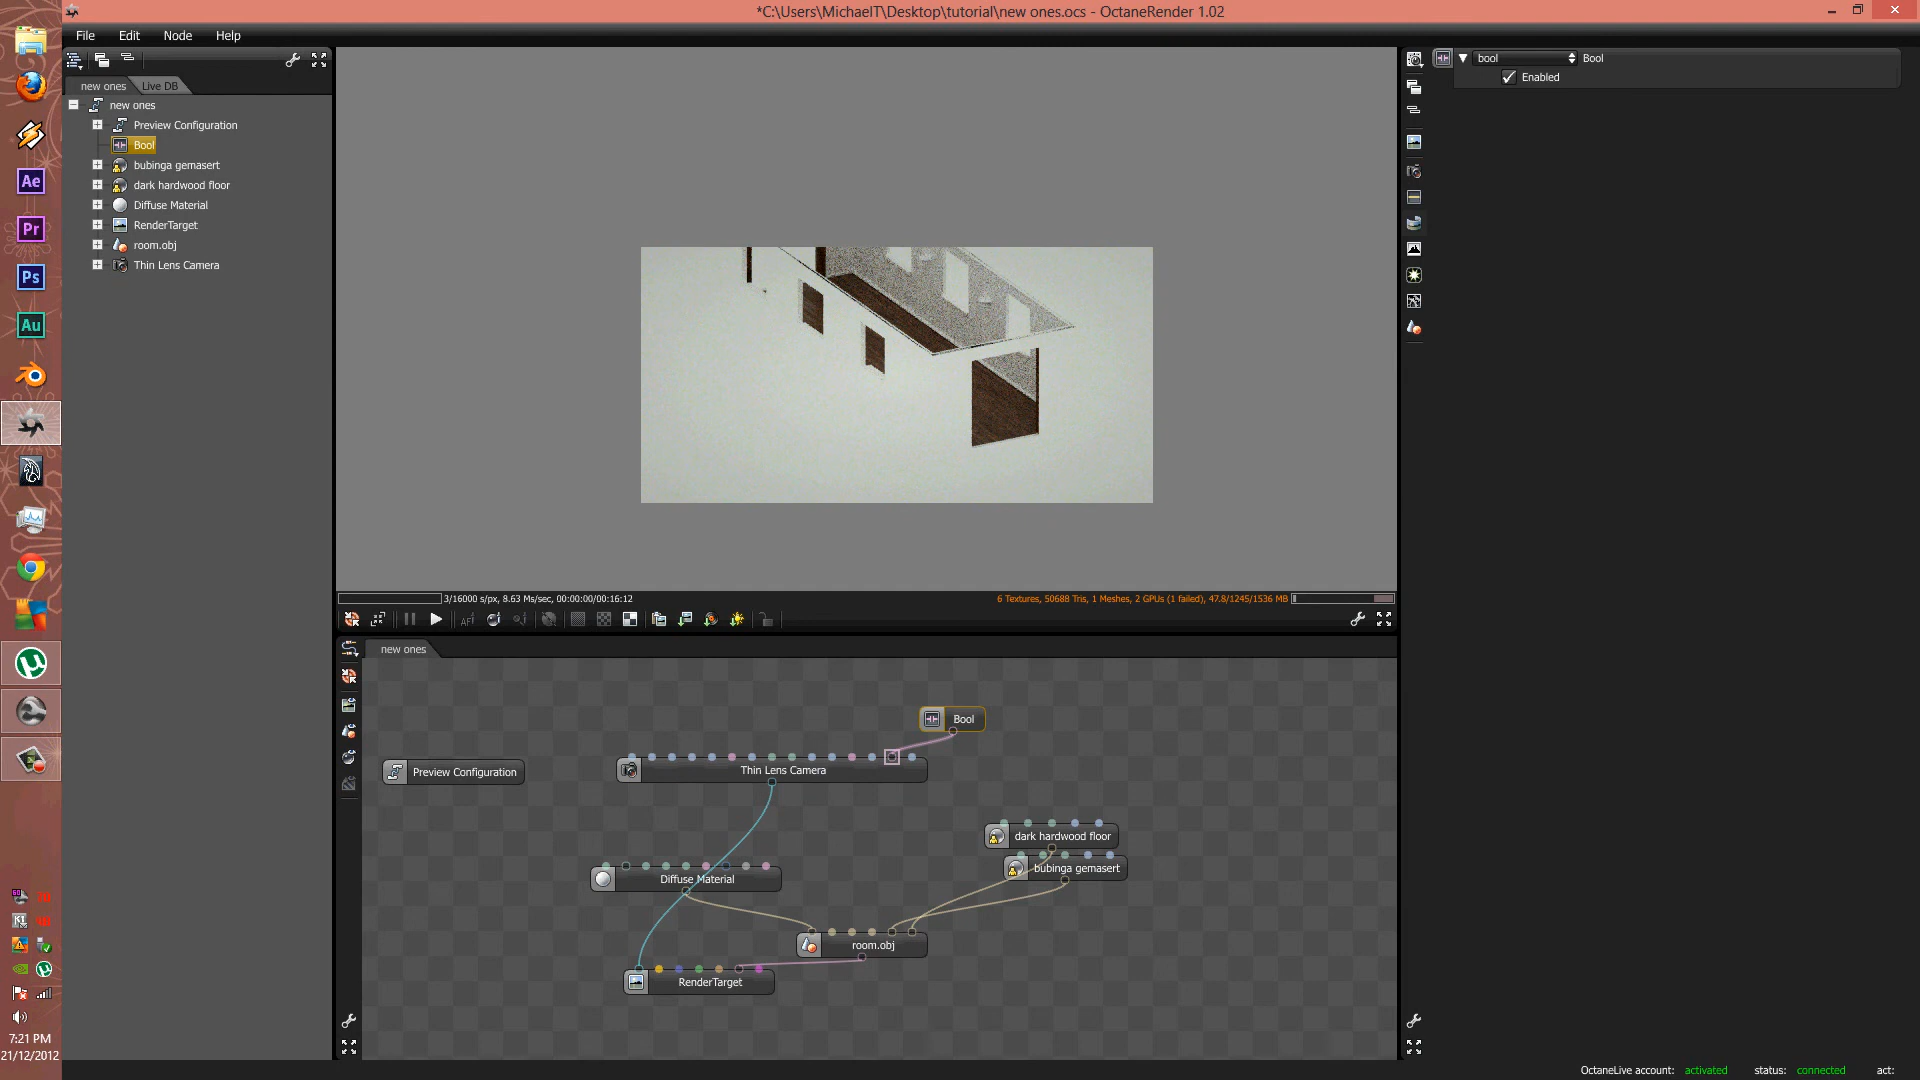 *C:\Users\MichaelT\Desktop\tutorial\new ones.ocs - OctaneRender 1.02
File Edit Node Help
new ones Live DB
new ones
Preview Configuration
Bool
bubinga gemasert
dark hardwood floor
Diffuse Material
RenderTarget
room.obj
Thin Lens Camera
bool Bool
Enabled
Ae
Pr
Ps
Au
3/16000 s/px, 8.63 Ms/sec, 00:00:00/00:16:12
6 Textures, 50688 Tris, 1 Meshes, 2 GPUs (1 failed), 47.8/1245/1536 MB
AF
new ones
Bool
Thin Lens Camera
Preview Configuration
dark hardwood floor
bubinga gemasert
Diffuse Material
room.obj
RenderTarget
7:21 PM
21/12/2012
OctaneLive account: activated status: connected act: